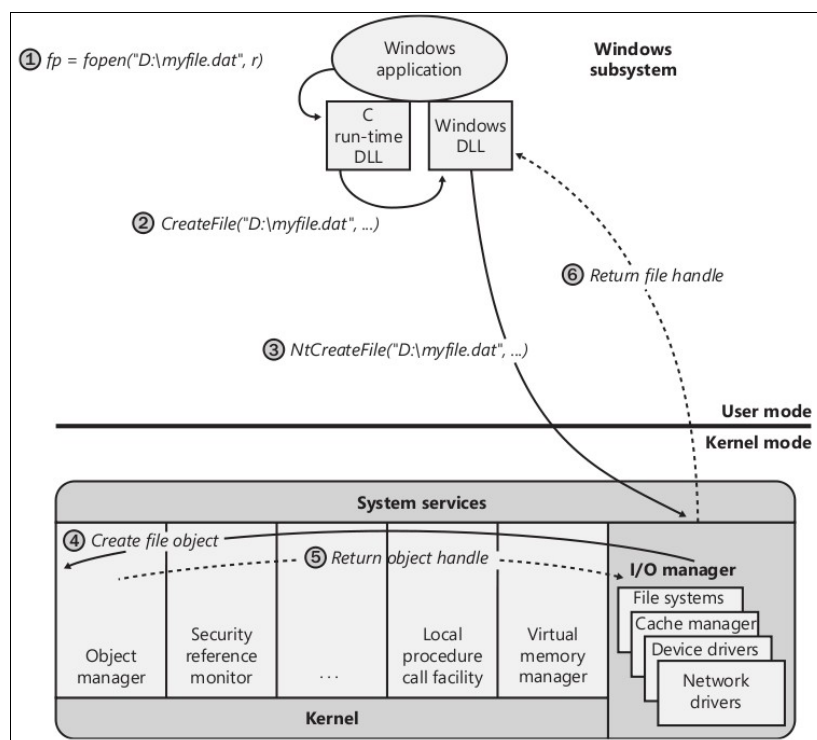 1 fp = fopen("D:\myfile.dat", r)
Windows
application
Windows
subsystem
C
run-time
DLL
Windows
DLL
2 CreateFile("D:\myfile.dat", ...)
6 Return file handle
3 NtCreateFile("D:\myfile.dat", ...)
User mode
Kernel mode
System services
4 Create file object
5 Return object handle
I/O manager
File systems
Cache manager
Device drivers
Network
drivers
Object
manager
Security
reference
monitor
...
Local
procedure
call facility
Virtual
memory
manager
Kernel